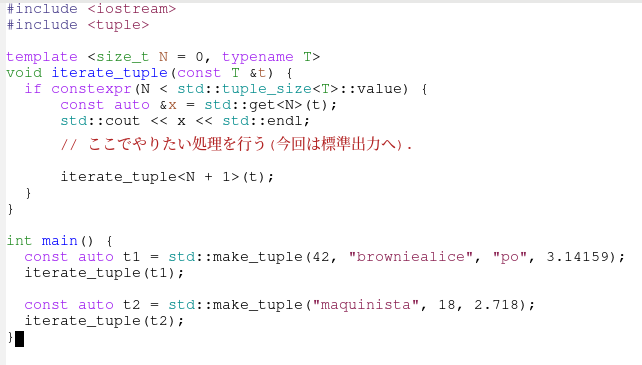 #include <iostream>
#include <tuple>
template <size_t N = 0, typename T>
void iterate_tuple(const T &t) {
if constexpr(N < std::tuple_size<T>::value) {
const auto &x = std::get<N>(t);
std::cout << x << std::endl;
// ここでやりたい処理を行う(今回は標準出力へ).
iterate_tuple<N + 1>(t);
}
}
int main() {
const auto t1 = std::make_tuple(42, "browniealice", "po", 3.14159);
iterate_tuple(t1);
const auto t2 = std::make_tuple("maquinista", 18, 2.718);
iterate_tuple(t2);
}